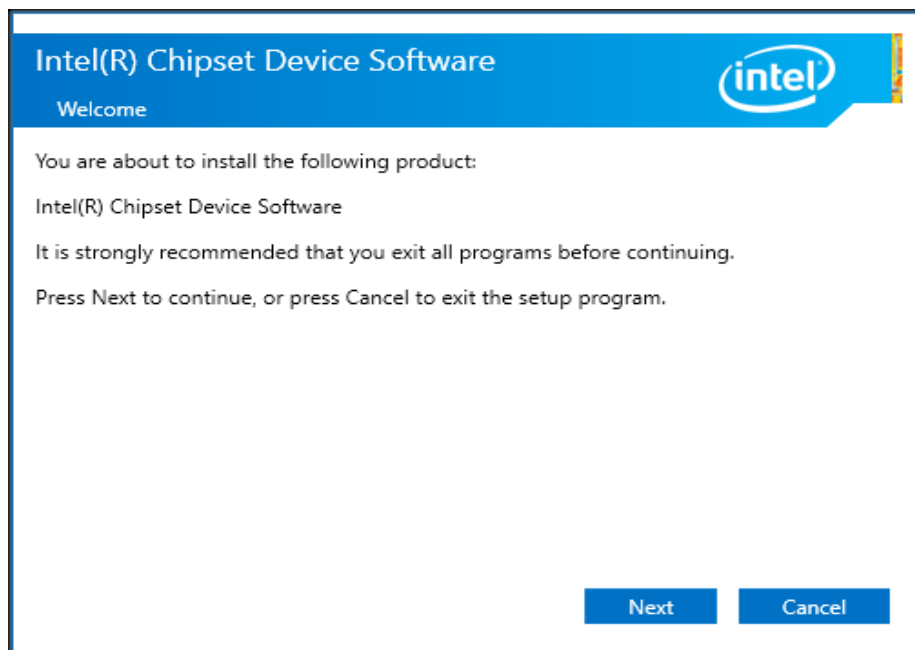 Intel(R) Chipset Device Software
intel
Welcome
You are about to install the following product:
Intel(R) Chipset Device Software
It is strongly recommended that you exit all programs before continuing.
Press Next to continue, or press Cancel to exit the setup program.
Next
Cancel